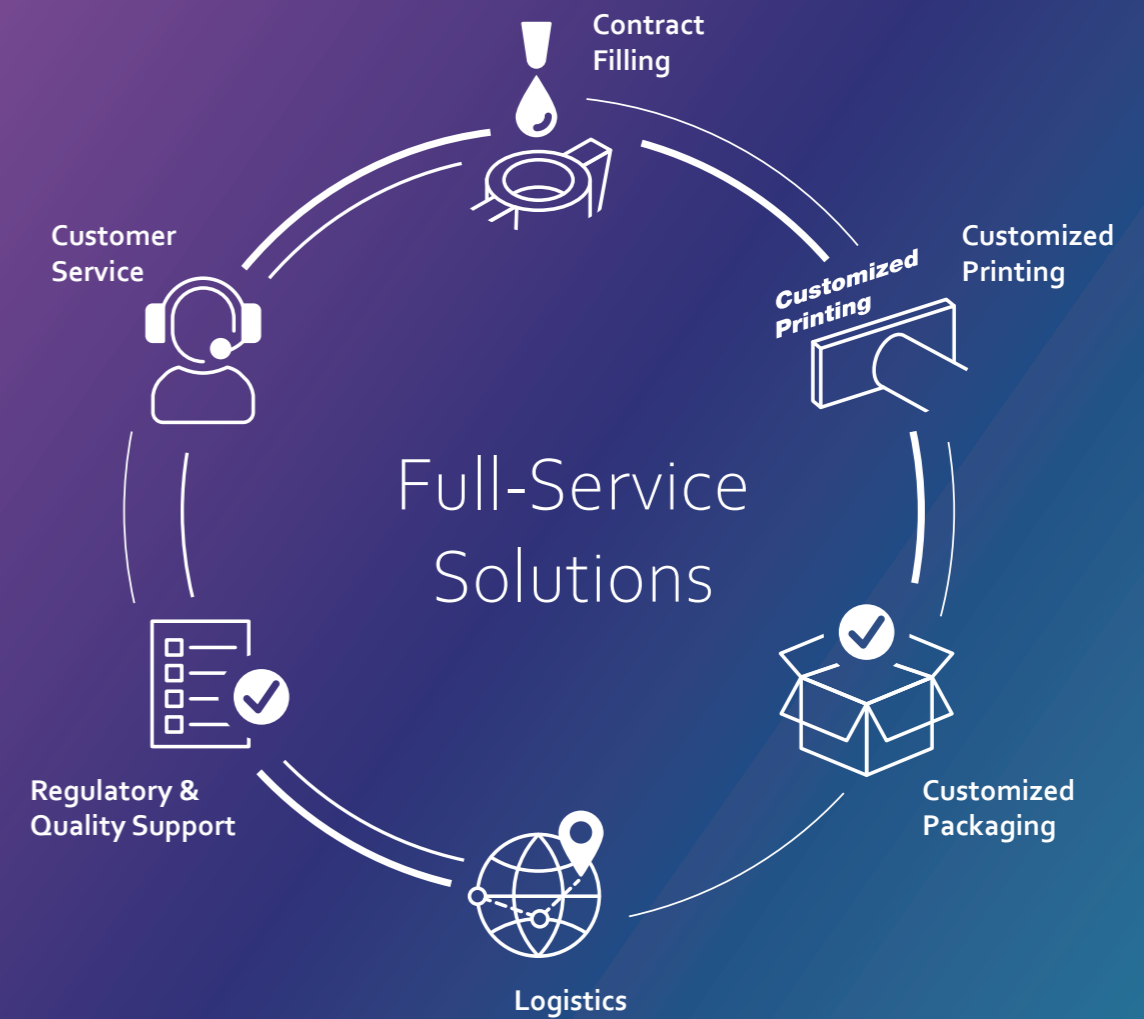 Contract
Filling
Customer
Service
Customized
Printing
Customized
Printing
Full-Service
Solutions
Regulatory &
Quality Support
Customized
Packaging
Logistics